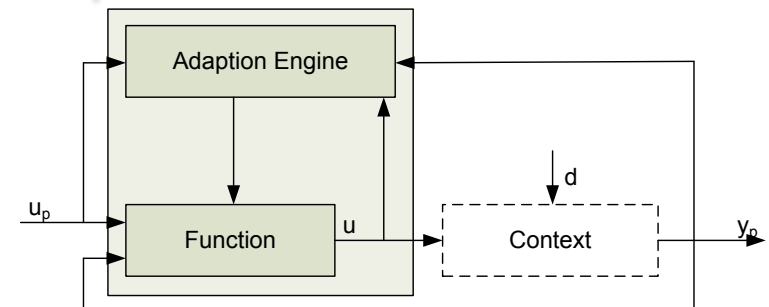 Adaption Engine
d
u_p
u
y_p
Function
Context